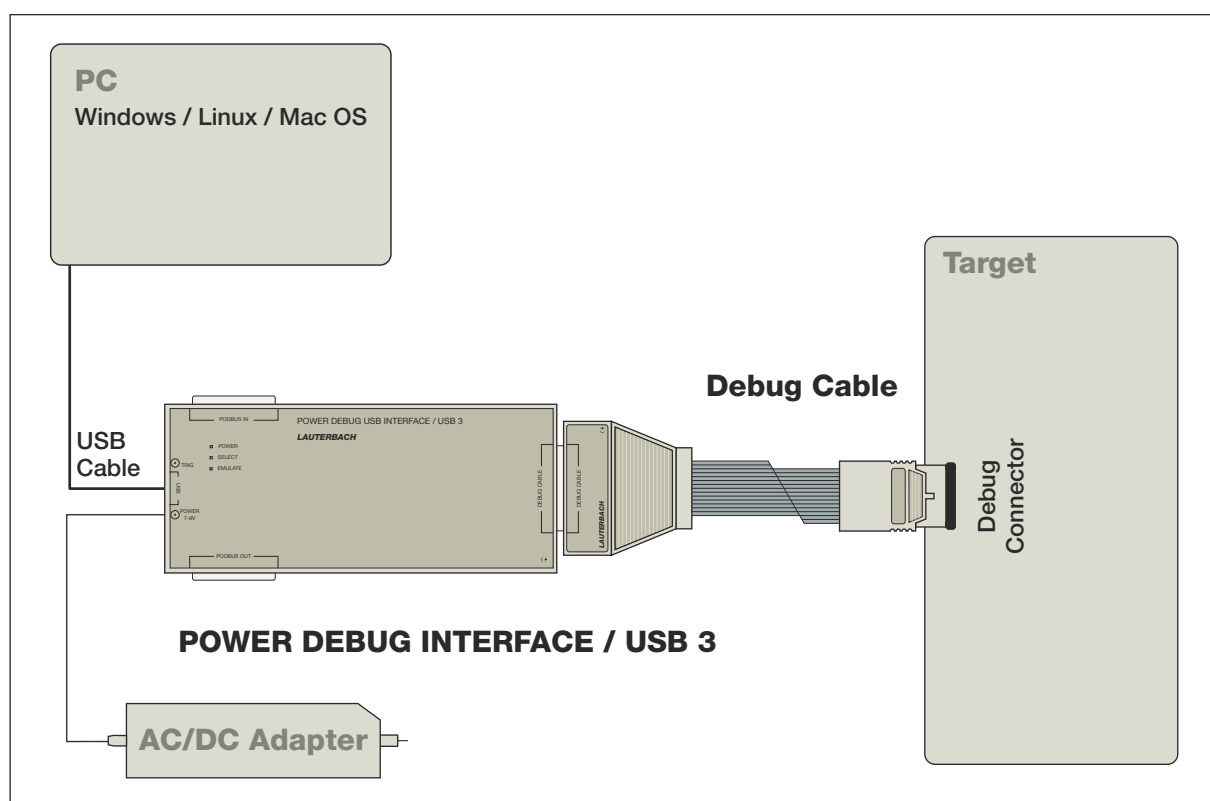 PC
Windows / Linux / Mac OS
Target
Debug Cable
USB
Cable
PODBUS IN
POWER DEBUG USB INTERFACE / USB 3
LAUTERBACH
POWER
SELECT
EMULATE
TRIG
USB
POWER
7-9V
PODBUS OUT
DEBUG CABLE
DEBUG CABLE
LAUTERBACH
Debug
Connector
POWER DEBUG INTERFACE / USB 3
AC/DC Adapter